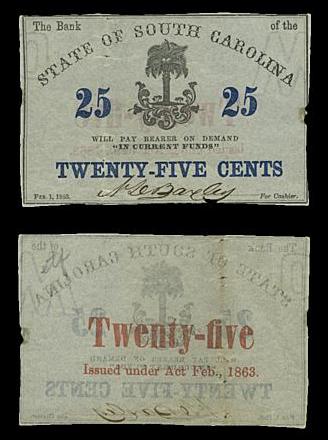 The Bank of the
STATE OF SOUTH CAROLINA
25 25
WILL PAY BEARER ON DEMAND
"IN CURRENT FUNDS"
TWENTY-FIVE CENTS
FEB. 1, 1863. For Cashier.
Twenty-five
Issued under Act Feb., 1863.